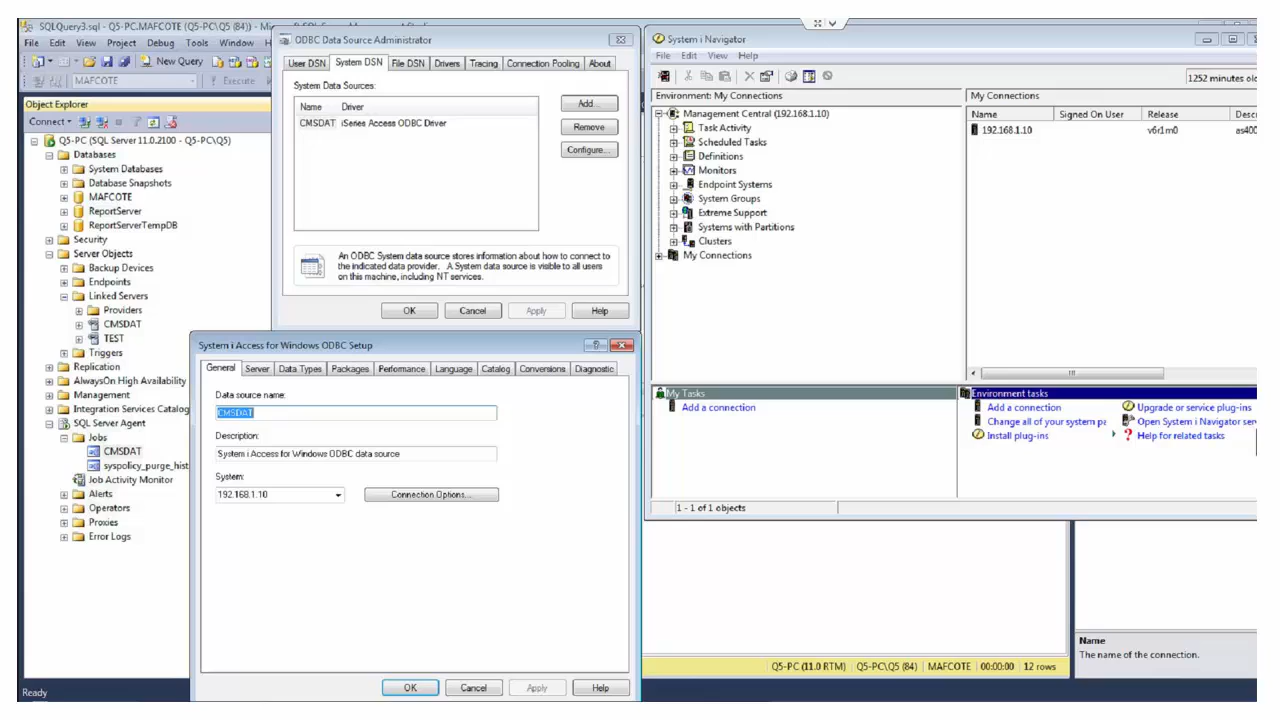 SQLQuery3.sql - Q5-PC.MAFCOTE (Q5-PC\Q5 (84))
File Edit View Project Debug Tools Window
New Query
MAFCOTE
Execute
Object Explorer
Connect
Q5-PC (SQL Server 11.0.2100 - Q5-PC\Q5)
Databases
System Databases
Database Snapshots
MAFCOTE
ReportServer
ReportServerTempDB
Security
Server Objects
Backup Devices
Endpoints
Linked Servers
Providers
CMSDAT
TEST
Triggers
Replication
AlwaysOn High Availability
Management
Integration Services Catalog
SQL Server Agent
Jobs
CMSDAT
syspolicy_purge_hist
Job Activity Monitor
Alerts
Operators
Proxies
Error Logs
Ready
ODBC Data Source Administrator
User DSN System DSN File DSN Drivers Tracing Connection Pooling About
System Data Sources:
Name Driver
CMSDAT iSeries Access ODBC Driver
Add...
Remove
Configure...
An ODBC System data source stores information about how to connect to
the indicated data provider. A System data source is visible to all users
on this machine, including NT services.
OK Cancel Apply Help
System i Access for Windows ODBC Setup
General Server Data Types Packages Performance Language Catalog Conversions Diagnostic
Data source name:
CMSDAT
Description:
System i Access for Windows ODBC data source
System:
192.168.1.10
Connection Options...
OK Cancel Apply Help
System i Navigator
File Edit View Help
1252 minutes old
Environment: My Connections
My Connections
Management Central (192.168.1.10)
Task Activity
Scheduled Tasks
Definitions
Monitors
Endpoint Systems
System Groups
Extreme Support
Systems with Partitions
Clusters
My Connections
Name Signed On User Release Descr
192.168.1.10 v6r1m0 as400
My Tasks
Add a connection
Environment tasks
Add a connection
Change all of your system pa
Install plug-ins
Upgrade or service plug-ins
Open System i Navigator serv
Help for related tasks
1 - 1 of 1 objects
Name
The name of the connection.
Q5-PC (11.0 RTM) Q5-PC\Q5 (84) MAFCOTE 00:00:00 12 rows